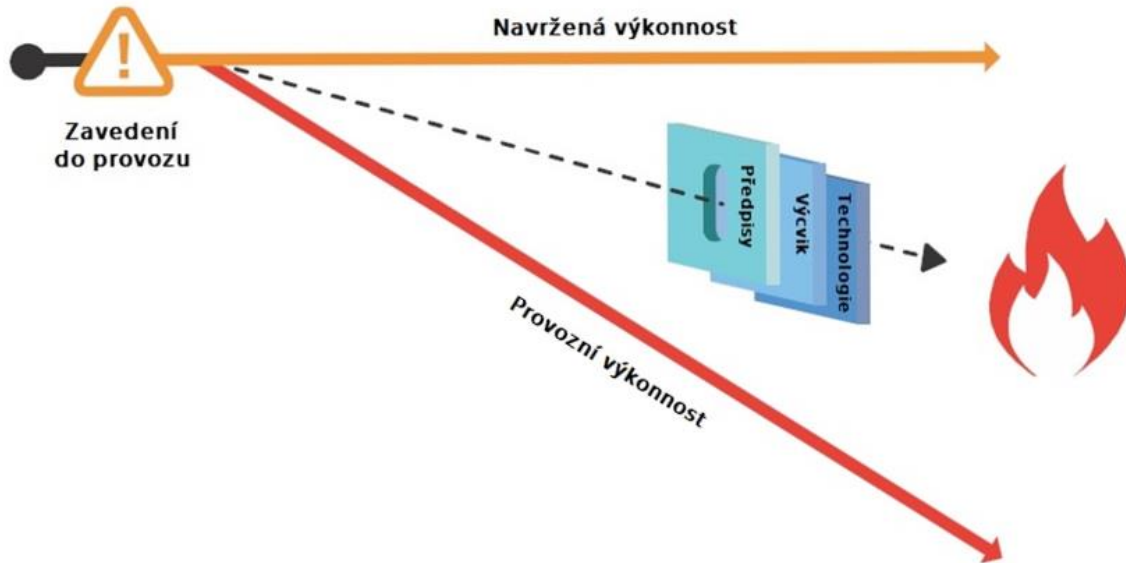 Navržená výkonnost
Zavedení
do provozu
Předpisy
Výcvik
Technologie
Provozní výkonnost